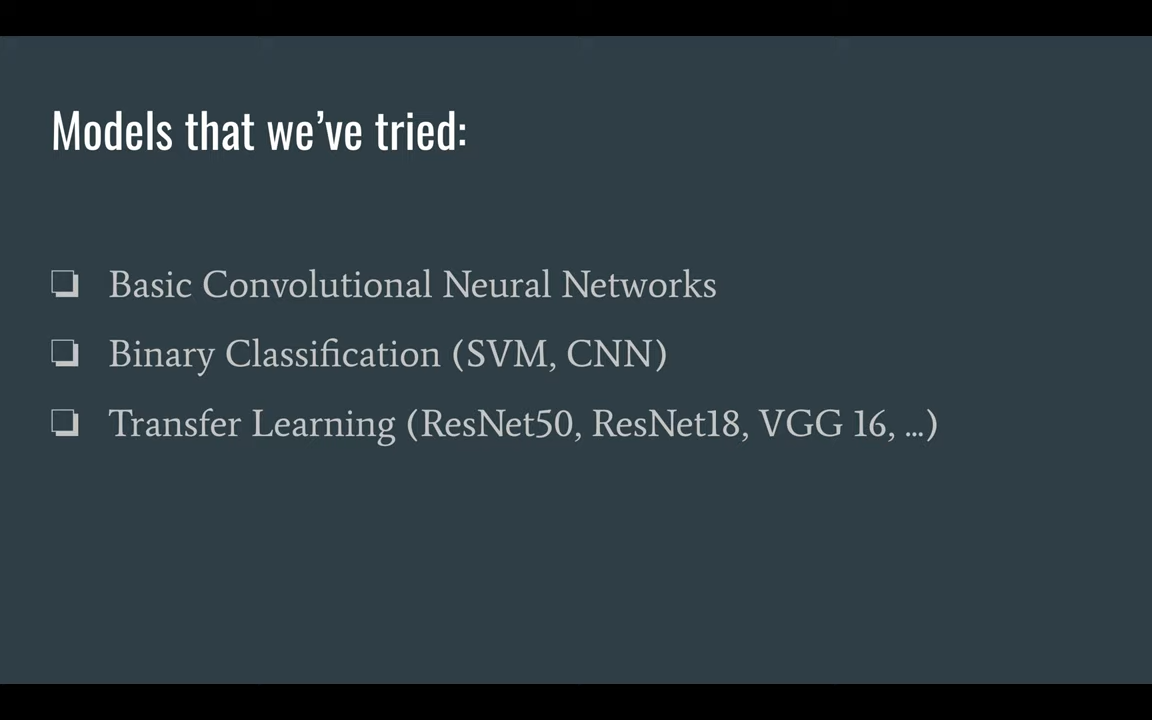 Models that we’ve tried:
❏ Basic Convolutional Neural Networks
❏ Binary Classification (SVM, CNN)
❏ Transfer Learning (ResNet50, ResNet18, VGG 16, ...)